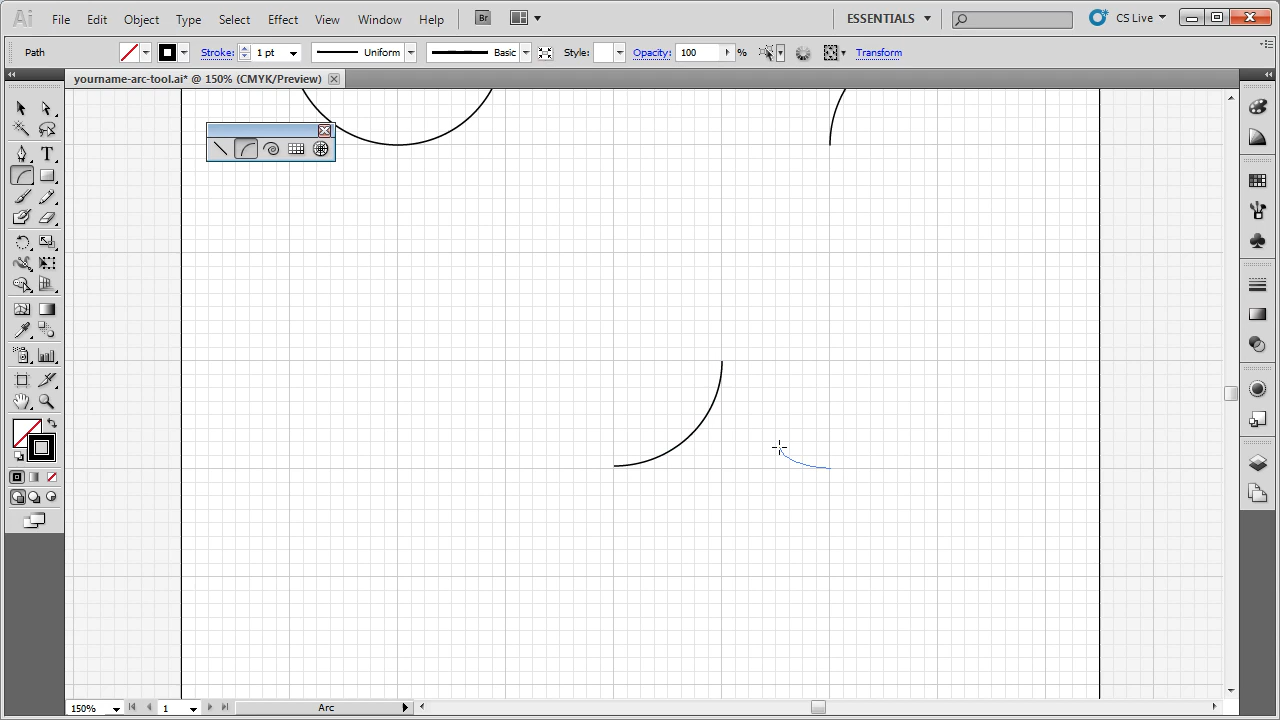 Ai File Edit Object Type Select Effect View Window Help Br ESSENTIALS CS Live
Path Stroke: 1 pt Uniform Basic Style: Opacity: 100 % Transform
yourname-arc-tool.ai* @ 150% (CMYK/Preview)
T
150% 1 Arc